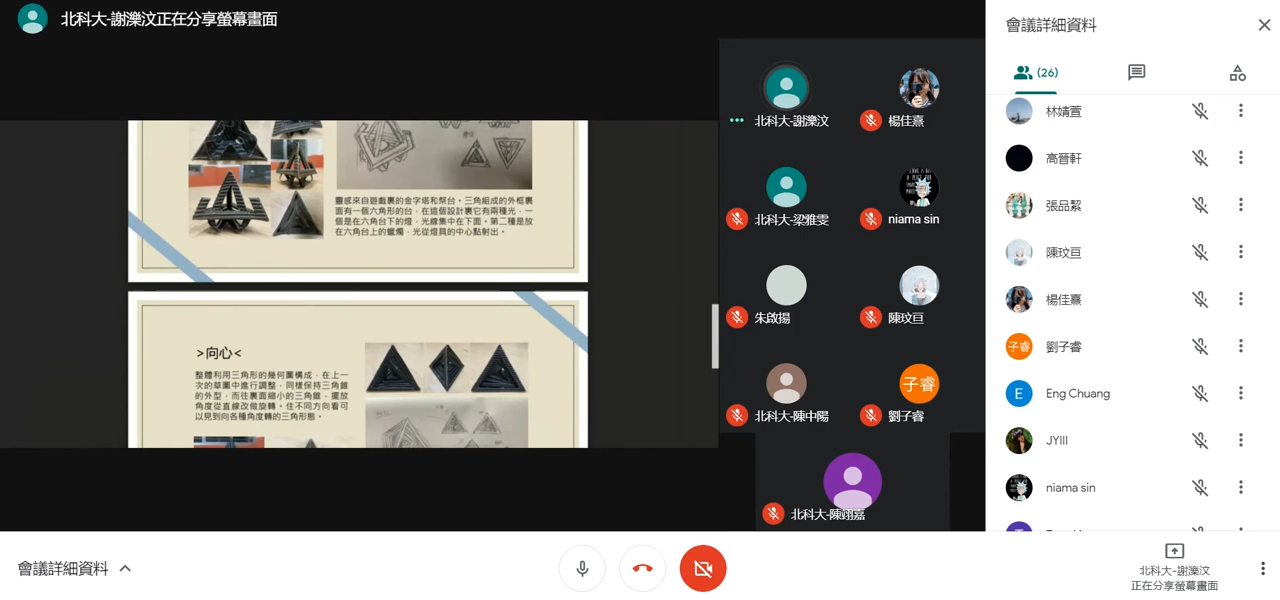 北科大-謝濼汶正在分享螢幕畫面
靈感來自遊戲裏的金字塔和祭台。三角組成的外框裏
面有一個六角形的台，在這個設計裏它有兩種光，一
個是在六角台下的燈，光線集中在下面。第二種是放
在六角台上的蠟燭，光從燈具的中心點射出。
>向心<
整體利用三角形的幾何圖構成，在上一
次的草圖中進行調整，同樣保持三角錐
的外型，而往裏面縮小的三角錐，擺放
角度從直線改做旋轉。住不同方向看可
以見到向各種角度轉的三角形態。
北科大-謝濼汶
楊佳熹
北科大-梁雅雯
niama sin
朱啟揚
陳玟亘
北科大-陳中陽
子睿
劉子睿
北科大-陳翊嘉
會議詳細資料
(26)
林婧萱
高晉軒
張品絜
陳玟亘
楊佳熹
子睿
劉子睿
E
Eng Chuang
JYIII
niama sin
會議詳細資料
北科大-謝濼汶
正在分享螢幕畫面